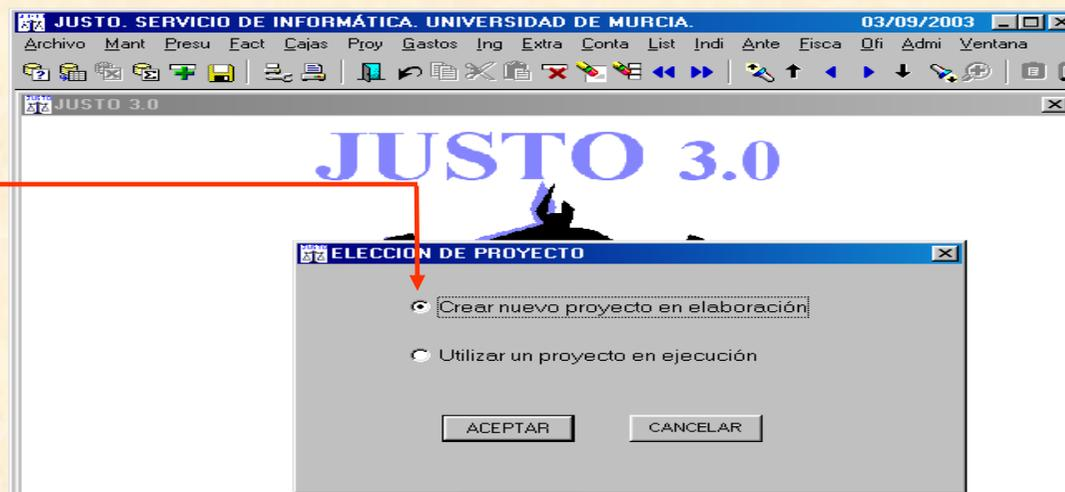 JUSTO. SERVICIO DE INFORMÁTICA. UNIVERSIDAD DE MURCIA. 03/09/2003
Archivo Mant Presu Fact Cajas Proy Gastos Ing Extra Conta List Indi Ante Fisca Ofi Admi Ventana
JUSTO 3.0
JUSTO 3.0
ELECCION DE PROYECTO
Crear nuevo proyecto en elaboración
Utilizar un proyecto en ejecución
ACEPTAR CANCELAR